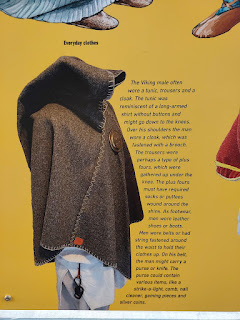 Everyday clothes
The Viking male often
wore a tunic, trousers and a
cloak. The tunic was
reminiscent of a long-armed
shirt without buttons and
might go down to the knees.
Over his shoulders the man
wore a cloak, which was
fastened with a brooch.
The trousers were
perhaps a type of plus
fours, which were
gathered up under the
knee. The plus fours
must have required
socks or puttees
wound around the
shins. As footwear,
men wore leather
shoes or boots.
Men wore belts or had
string fastened around
the waist to hold their
clothes up. On his belt,
the man might carry a
purse or knife. The
purse could contain
various items, like a
strike-a-light, comb, nail
cleaner, gaming pieces and
silver coins.